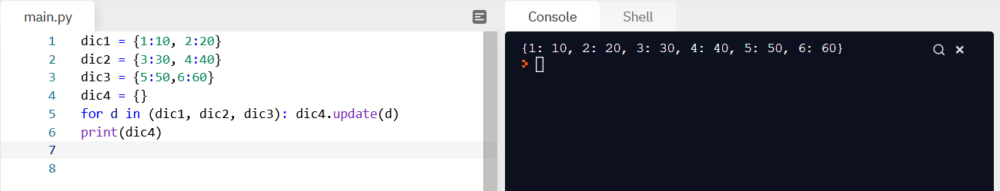 main.py
1 dic1 = {1:10, 2:20}
2 dic2 = {3:30, 4:40}
3 dic3 = {5:50,6:60}
4 dic4 = {}
5 for d in (dic1, dic2, dic3): dic4.update(d)
6 print(dic4)
7
8
Console Shell
{1: 10, 2: 20, 3: 30, 4: 40, 5: 50, 6: 60}
>